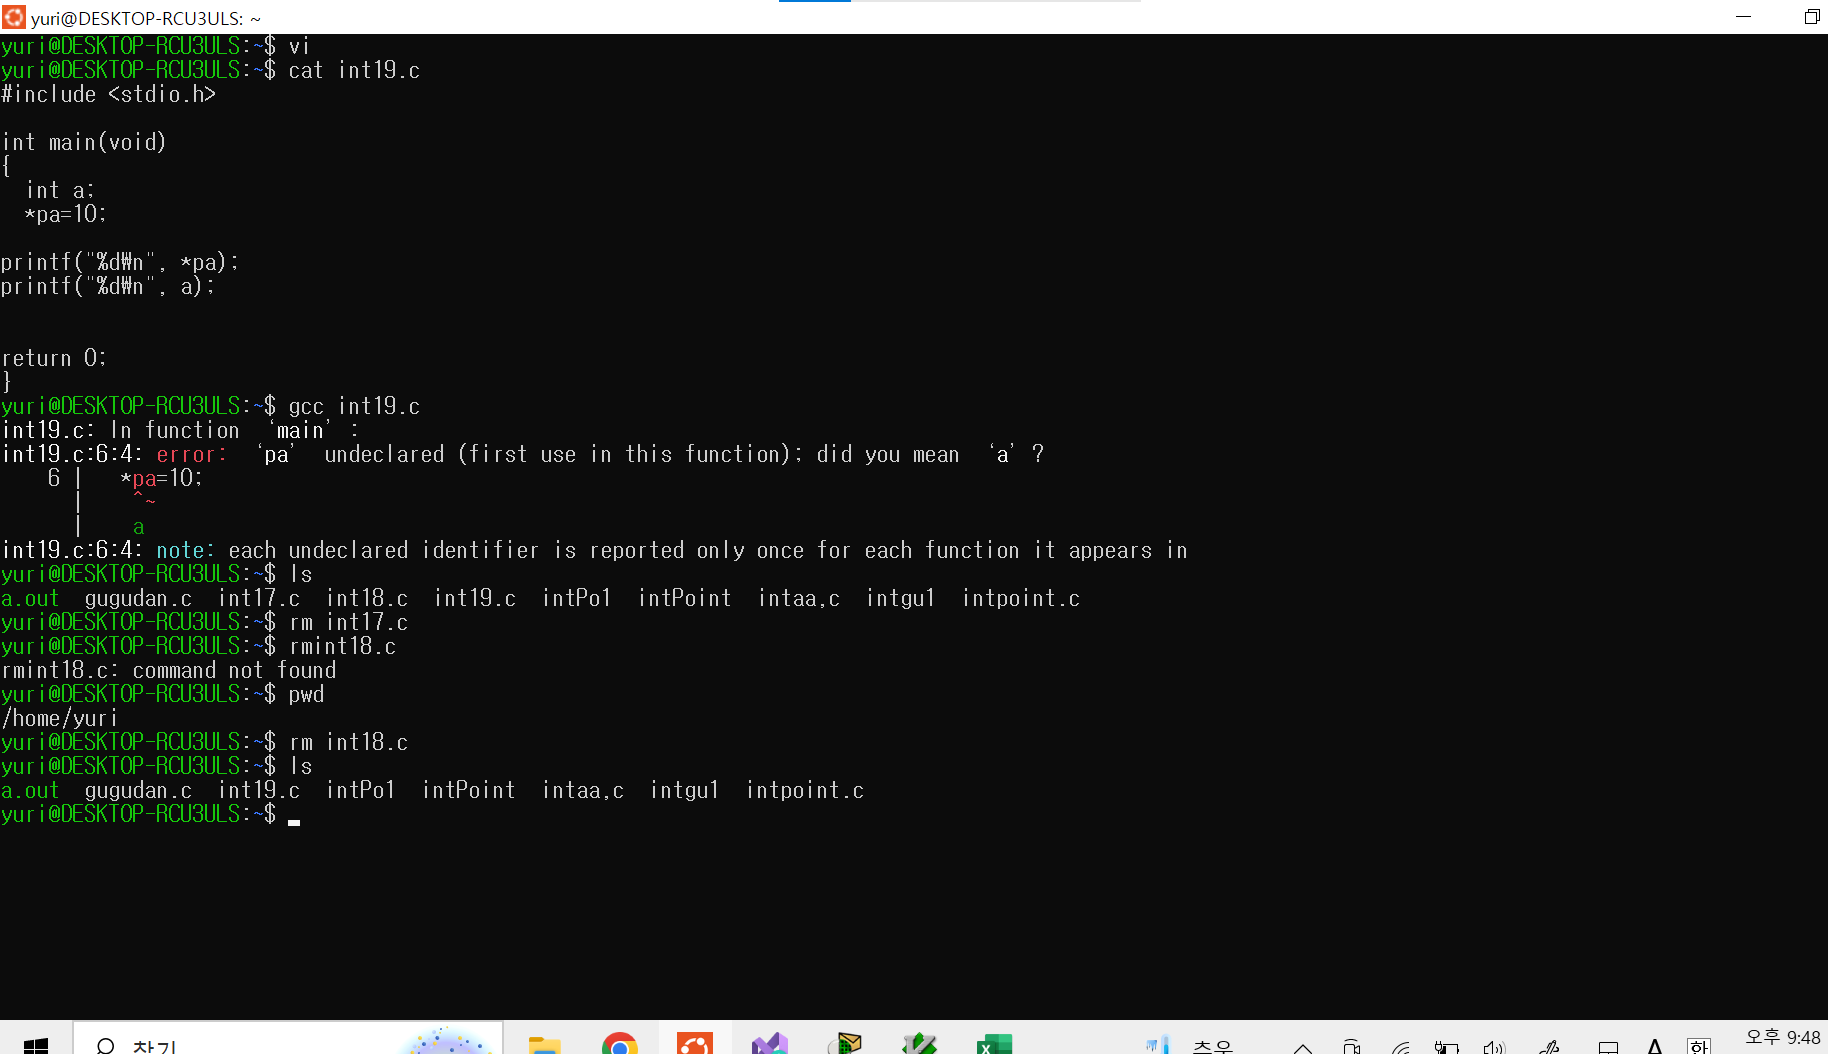 yuri@DESKTOP-RCU3ULS: ~
yuri@DESKTOP-RCU3ULS:~$ vi
yuri@DESKTOP-RCU3ULS:~$ cat int19.c
#include <stdio.h>
int main(void)
{
  int a;
  *pa=10;
printf("%d₩n", *pa);
printf("%d₩n", a);
return 0;
}
yuri@DESKTOP-RCU3ULS:~$ gcc int19.c
int19.c: In function ‘main’:
int19.c:6:4: error: ‘pa’ undeclared (first use in this function); did you mean ‘a’?
    6 |   *pa=10;
      |    ^~
      |    a
int19.c:6:4: note: each undeclared identifier is reported only once for each function it appears in
yuri@DESKTOP-RCU3ULS:~$ ls
a.out  gugudan.c  int17.c  int18.c  int19.c  intPo1  intPoint  intaa,c  intgu1  intpoint.c
yuri@DESKTOP-RCU3ULS:~$ rm int17.c
yuri@DESKTOP-RCU3ULS:~$ rmint18.c
rmint18.c: command not found
yuri@DESKTOP-RCU3ULS:~$ pwd
/home/yuri
yuri@DESKTOP-RCU3ULS:~$ rm int18.c
yuri@DESKTOP-RCU3ULS:~$ ls
a.out  gugudan.c  int19.c  intPo1  intPoint  intaa,c  intgu1  intpoint.c
yuri@DESKTOP-RCU3ULS:~$
찾기
추움
A
한
오후 9:48